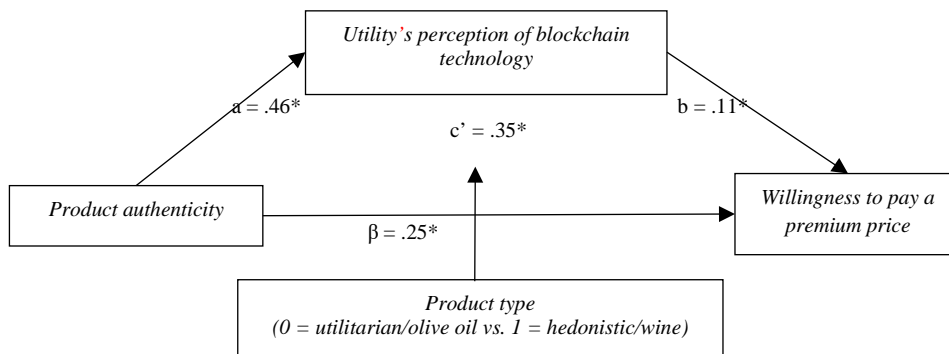 Utility's perception of blockchain
technology
a = .46*
b = .11*
c' = .35*
Product authenticity
Willingness to pay a
premium price
β = .25*
Product type
(0 = utilitarian/olive oil vs. 1 = hedonistic/wine)